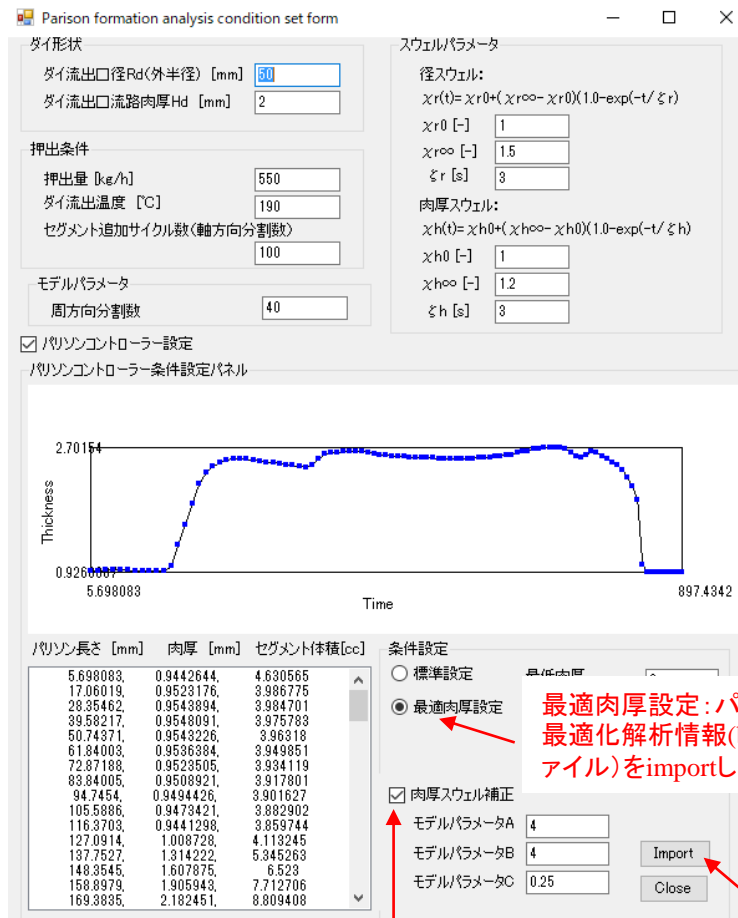 Parison formation analysis condition set form
ダイ形状
ダイ流出口径Rd(外半径) [mm] 50
ダイ流出口流路肉厚Hd [mm] 2
押出条件
押出量 [kg/h] 550
ダイ流出温度 [℃] 190
セグメント追加サイクル数(軸方向分割数)
100
モデルパラメータ
周方向分割数 40
スウェルパラメータ
径スウェル:
χr(t)=χr0+(χr∞-χr0)(1.0-exp(-t/ζr)
χr0 [-] 1
χr∞ [-] 1.5
ζr [s] 3
肉厚スウェル:
χh(t)=χh0+(χh∞-χh0)(1.0-exp(-t/ζh)
χh0 [-] 1
χh∞ [-] 1.2
ζh [s] 3
パリソンコントローラー設定
パリソンコントローラー条件設定パネル
2.70154
Thickness
5.698083
897.4342
Time
パリソン長さ [mm] 肉厚 [mm] セグメント体積[cc]
5.698083, 0.9442644, 4.630565
17.06019, 0.9523176, 3.986775
28.35462, 0.9543894, 3.984701
39.58217, 0.9548091, 3.975783
50.74371, 0.9543226, 3.96318
61.84003, 0.9536384, 3.949851
72.87188, 0.9523505, 3.934119
83.84005, 0.9508921, 3.917801
94.7454, 0.9494426, 3.901627
105.5886, 0.9473421, 3.882902
116.3703, 0.9441298, 3.859744
127.0914, 1.008728, 4.113245
137.7527, 1.314222, 5.345263
148.3545, 1.607875, 6.523
158.8979, 1.905943, 7.712706
169.3835, 2.182451, 8.809408
条件設定
標準設定
最適肉厚設定
最適肉厚設定:パ
最適化解析情報(
ァイル)をimportし
肉厚スウェル補正
モデルパラメータA 4
モデルパラメータB 4
モデルパラメータC 0.25
Import
Close